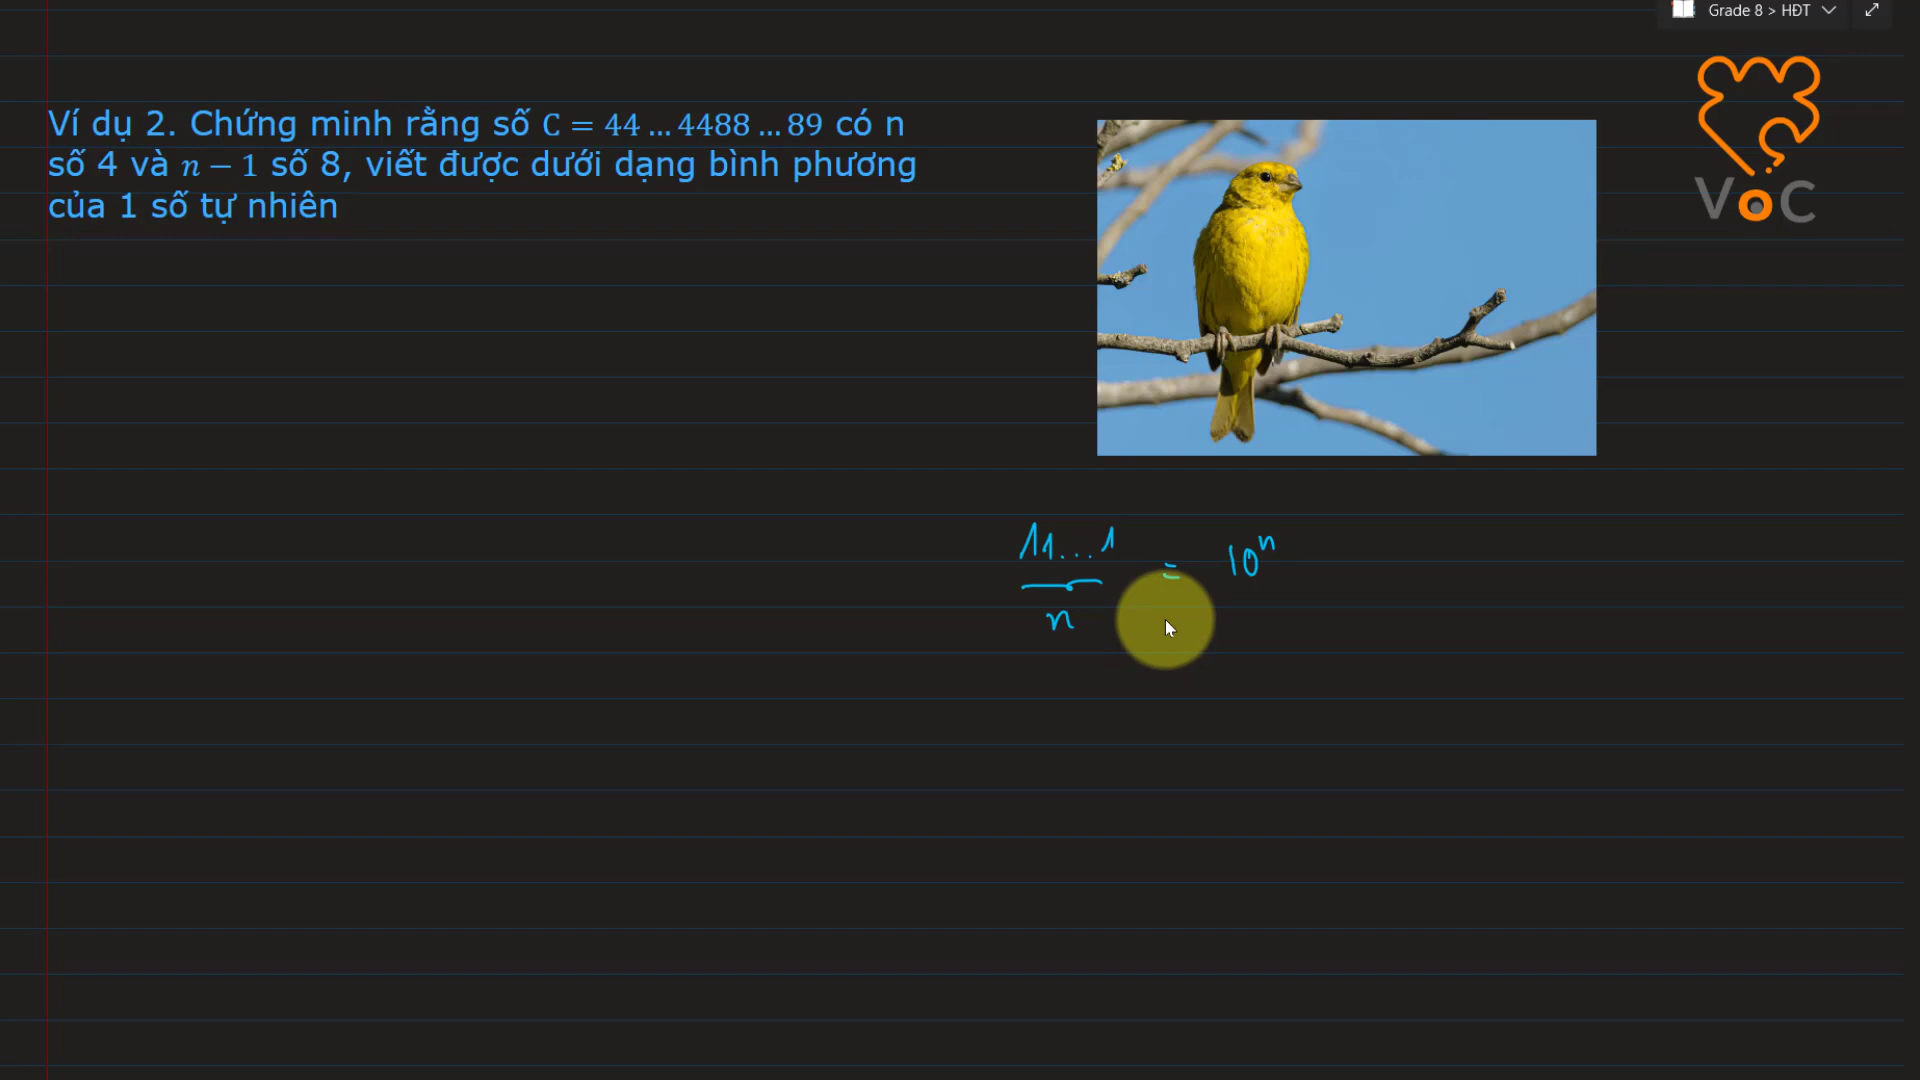 Grade 8 > HĐT
VOC
Ví dụ 2. Chứng minh rằng số C = 44 … 4488 … 89 có n
số 4 và n − 1 số 8, viết được dưới dạng bình phương
của 1 số tự nhiên
11...1 = 10ⁿ
n